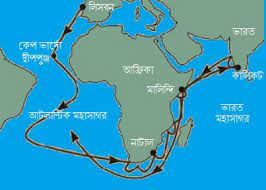 লিসবন
কেপ ভার্দো
দ্বীপপুঞ্জ
ভারত
আফ্রিকা
কালিকট
মালিন্দি
আটলান্টিক মহাসাগর
ভারত
মহাসাগর
নাটাল